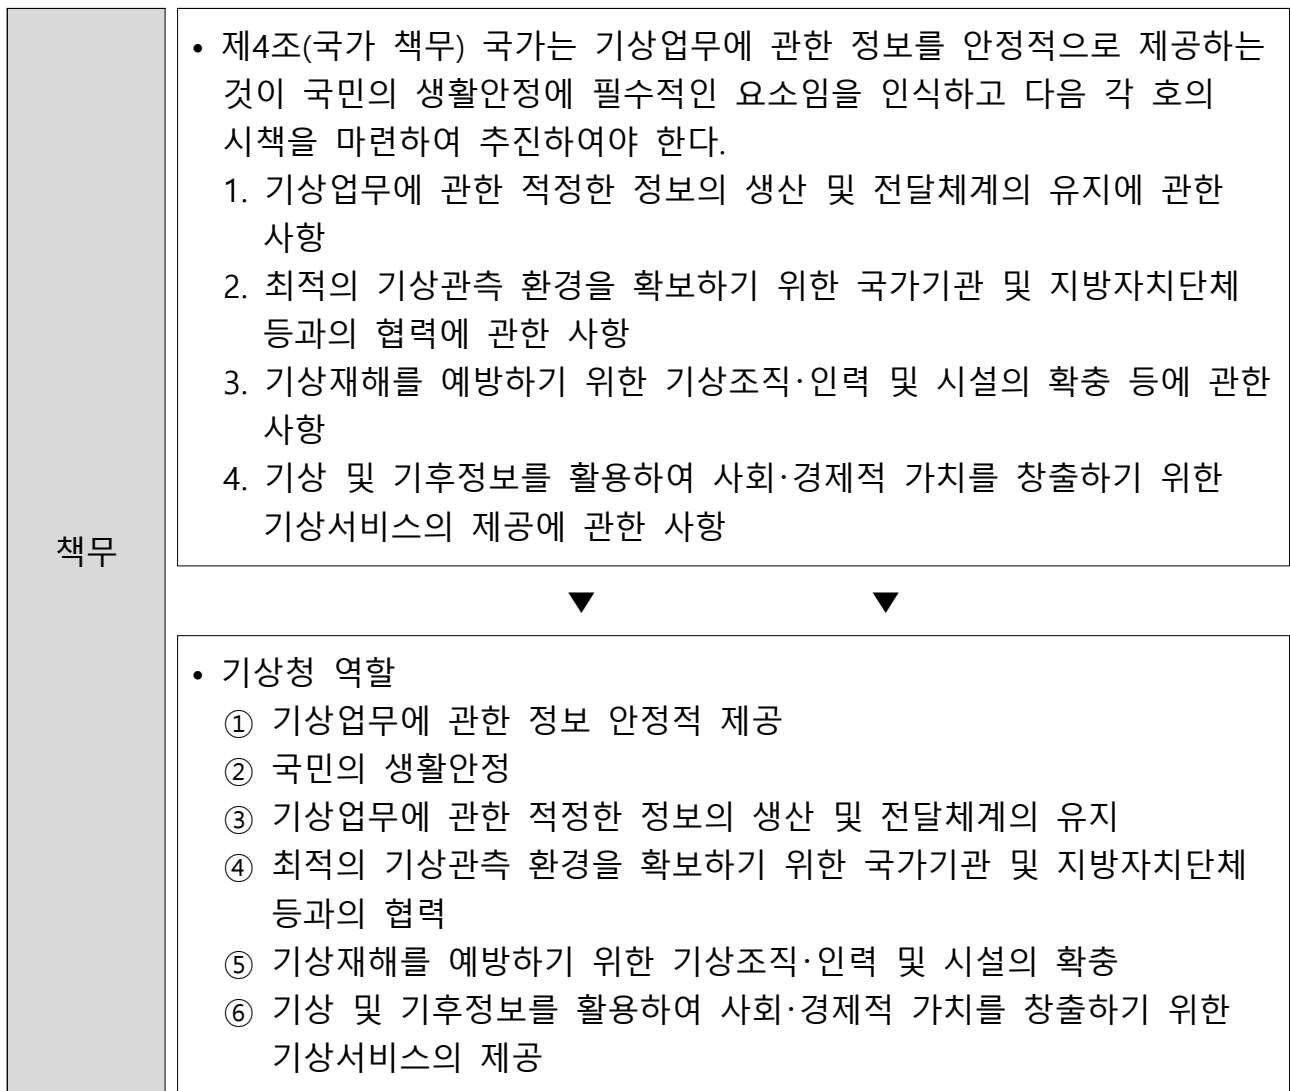 책무
• 제4조(국가 책무) 국가는 기상업무에 관한 정보를 안정적으로 제공하는
것이 국민의 생활안정에 필수적인 요소임을 인식하고 다음 각 호의
시책을 마련하여 추진하여야 한다.
1. 기상업무에 관한 적정한 정보의 생산 및 전달체계의 유지에 관한
사항
2. 최적의 기상관측 환경을 확보하기 위한 국가기관 및 지방자치단체
등과의 협력에 관한 사항
3. 기상재해를 예방하기 위한 기상조직·인력 및 시설의 확충 등에 관한
사항
4. 기상 및 기후정보를 활용하여 사회·경제적 가치를 창출하기 위한
기상서비스의 제공에 관한 사항
▼ ▼
• 기상청 역할
① 기상업무에 관한 정보 안정적 제공
② 국민의 생활안정
③ 기상업무에 관한 적정한 정보의 생산 및 전달체계의 유지
④ 최적의 기상관측 환경을 확보하기 위한 국가기관 및 지방자치단체
등과의 협력
⑤ 기상재해를 예방하기 위한 기상조직·인력 및 시설의 확충
⑥ 기상 및 기후정보를 활용하여 사회·경제적 가치를 창출하기 위한
기상서비스의 제공